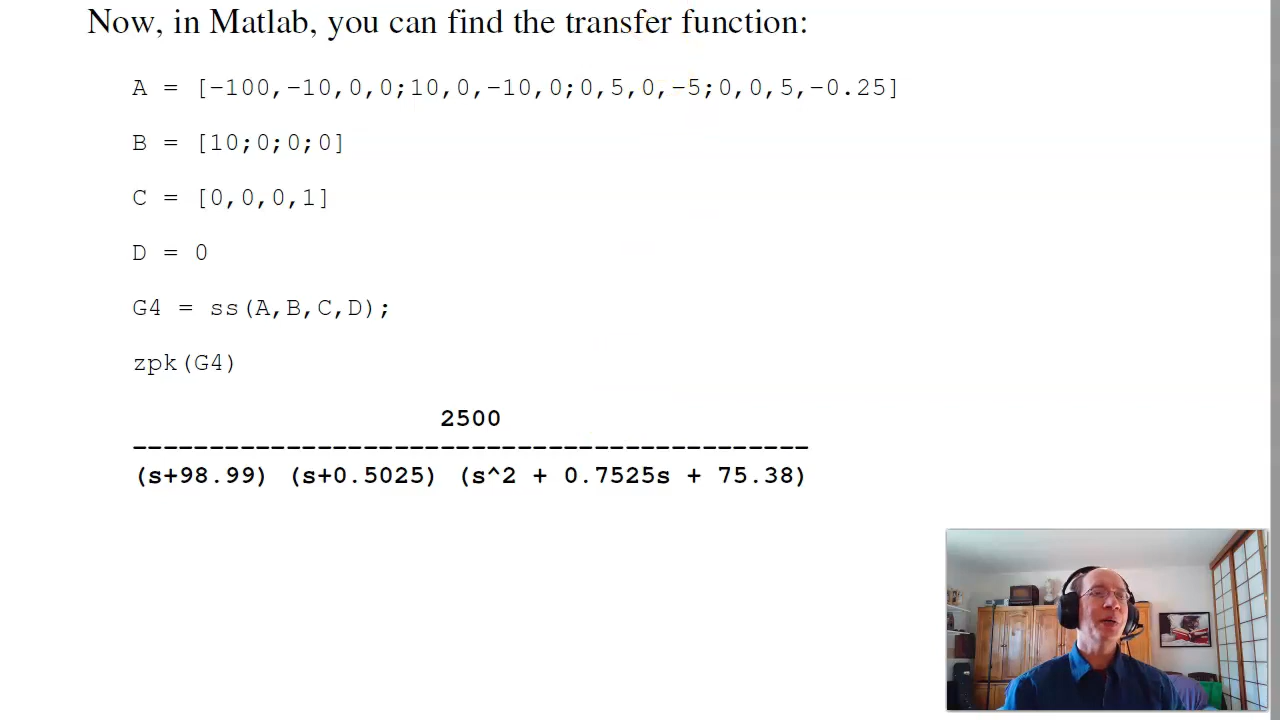 Now, in Matlab, you can find the transfer function:
A = [-100,-10,0,0;10,0,-10,0;0,5,0,-5;0,0,5,-0.25]
B = [10;0;0;0]
C = [0,0,0,1]
D = 0
G4 = ss(A,B,C,D);
zpk(G4)
2500
--------------------------------------------
(s+98.99) (s+0.5025) (s^2 + 0.7525s + 75.38)